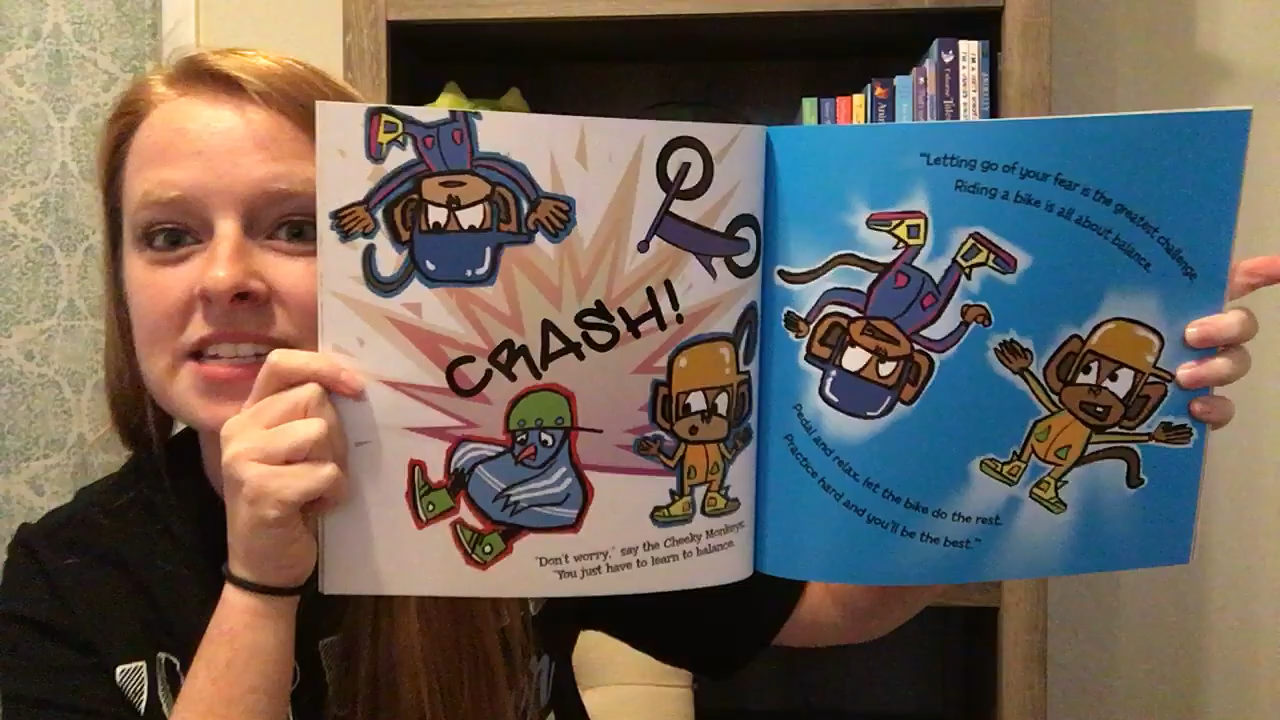 CRASH!
"Don't worry," say the Cheeky Monkeys.
"You just have to learn to balance.
"Letting go of your fear is the greatest challenge.
Riding a bike is all about balance.
Pedal and relax, let the bike do the rest.
Practice hard and you'll be the best."